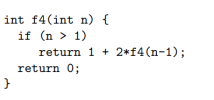 int f4(int n) {
  if (n > 1)
     return 1 + 2*f4(n-1);
  return 0;
}